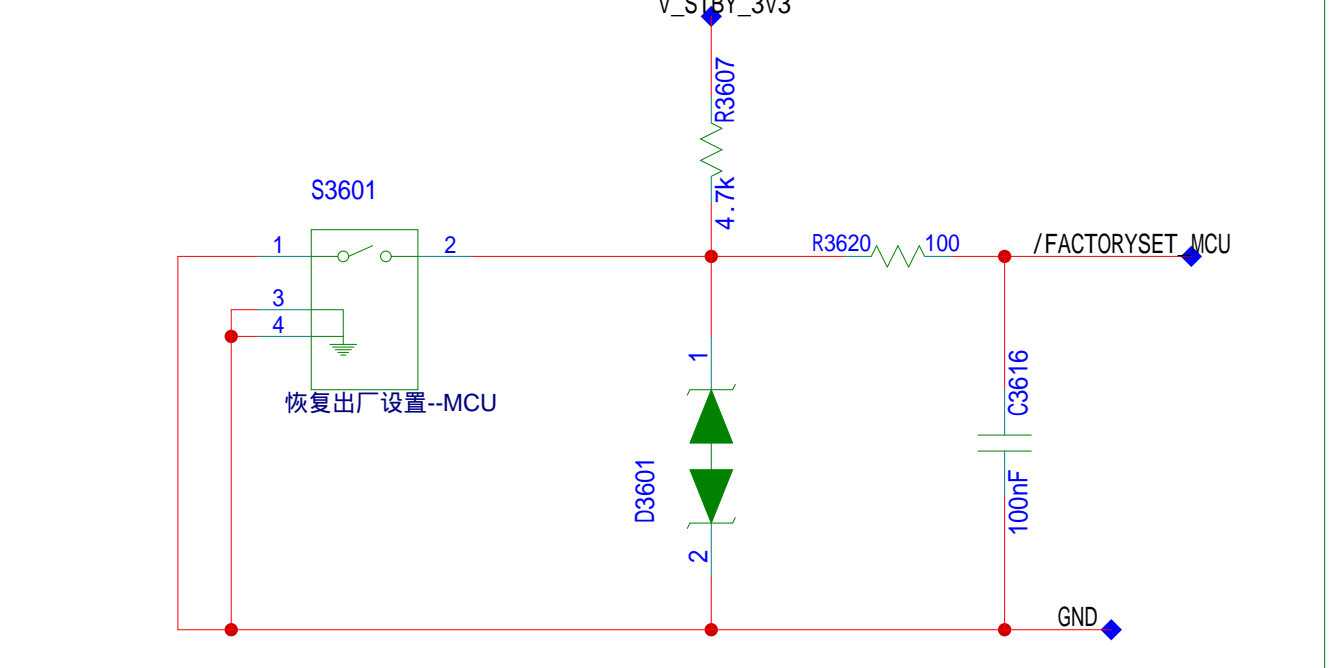 V_STBY_3V3
R3607
4.7k
S3601
1
2
3
4
恢复出厂设置--MCU
R3620
100
/FACTORYSET_MCU
1
D3601
2
C3616
100nF
GND